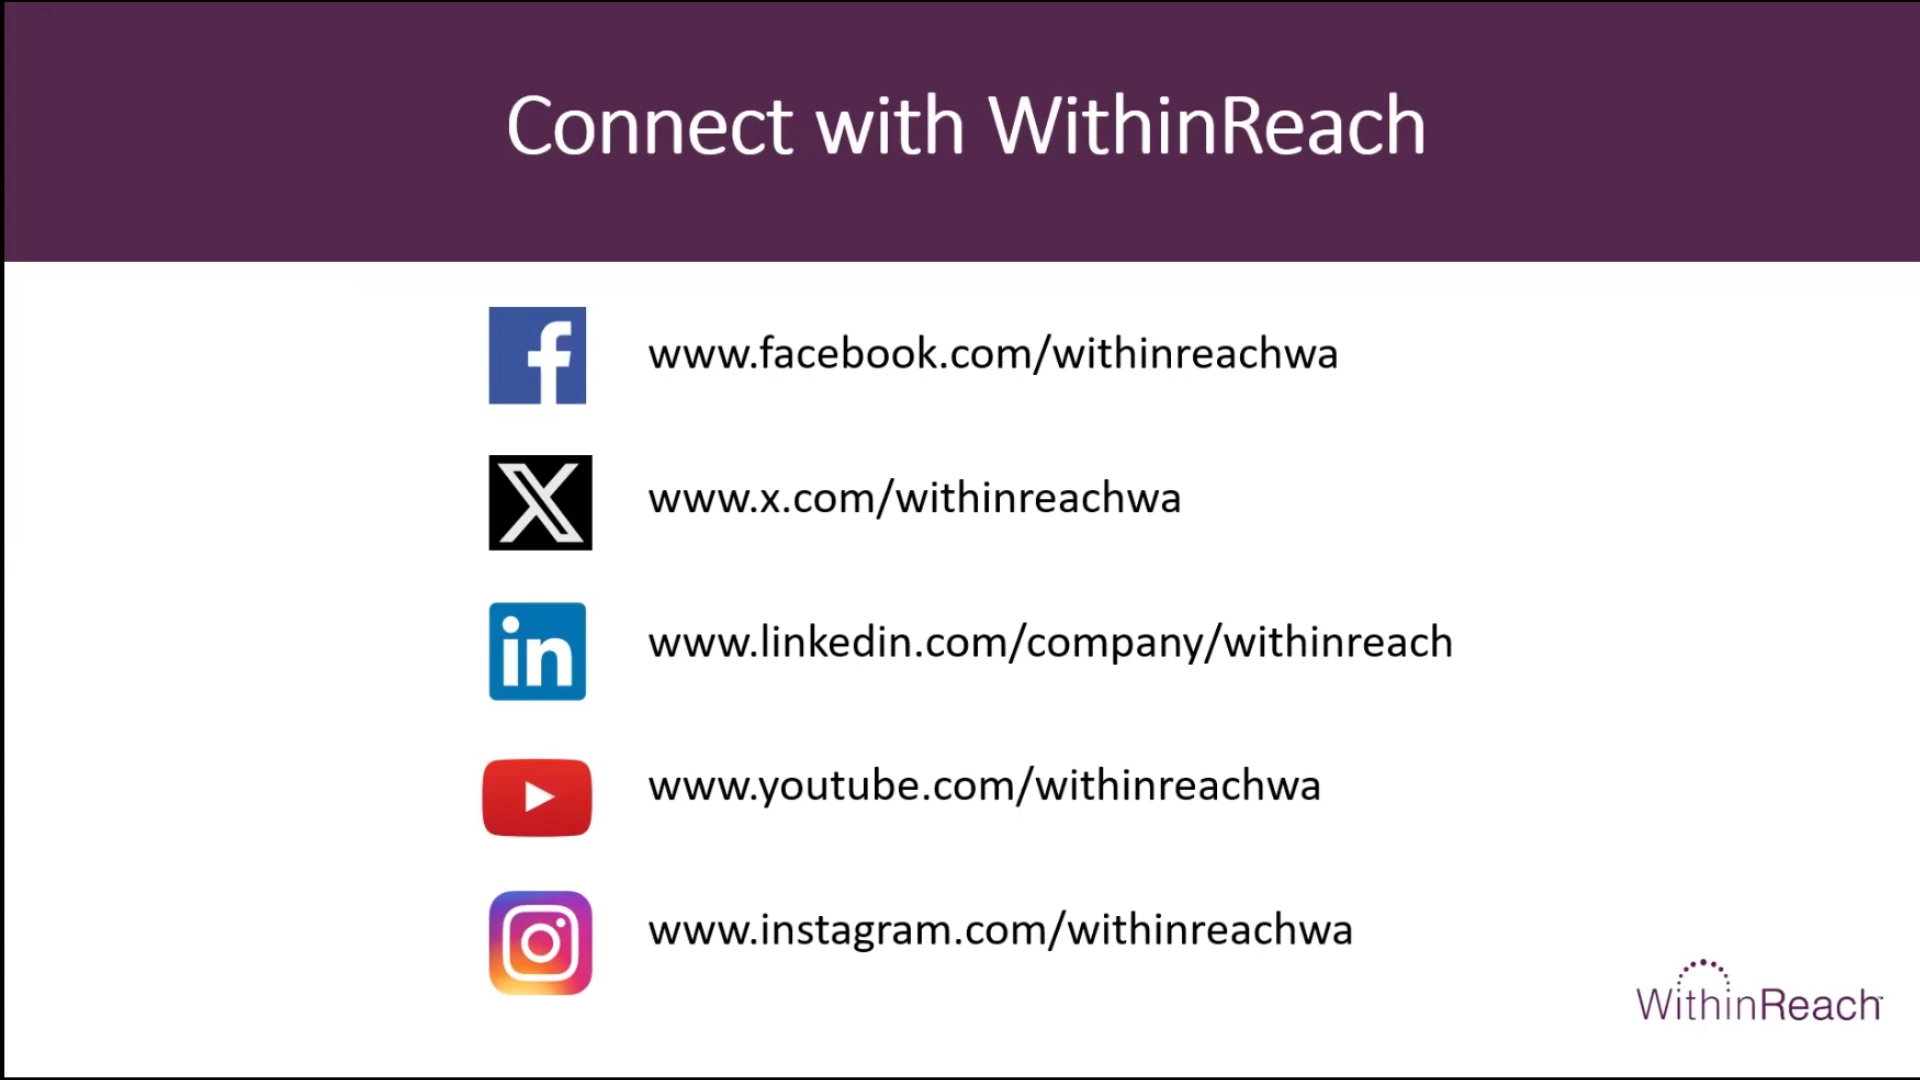 Connect with WithinReach
www.facebook.com/withinreachwa
www.x.com/withinreachwa
www.linkedin.com/company/withinreach
www.youtube.com/withinreachwa
www.instagram.com/withinreachwa
WithinReach